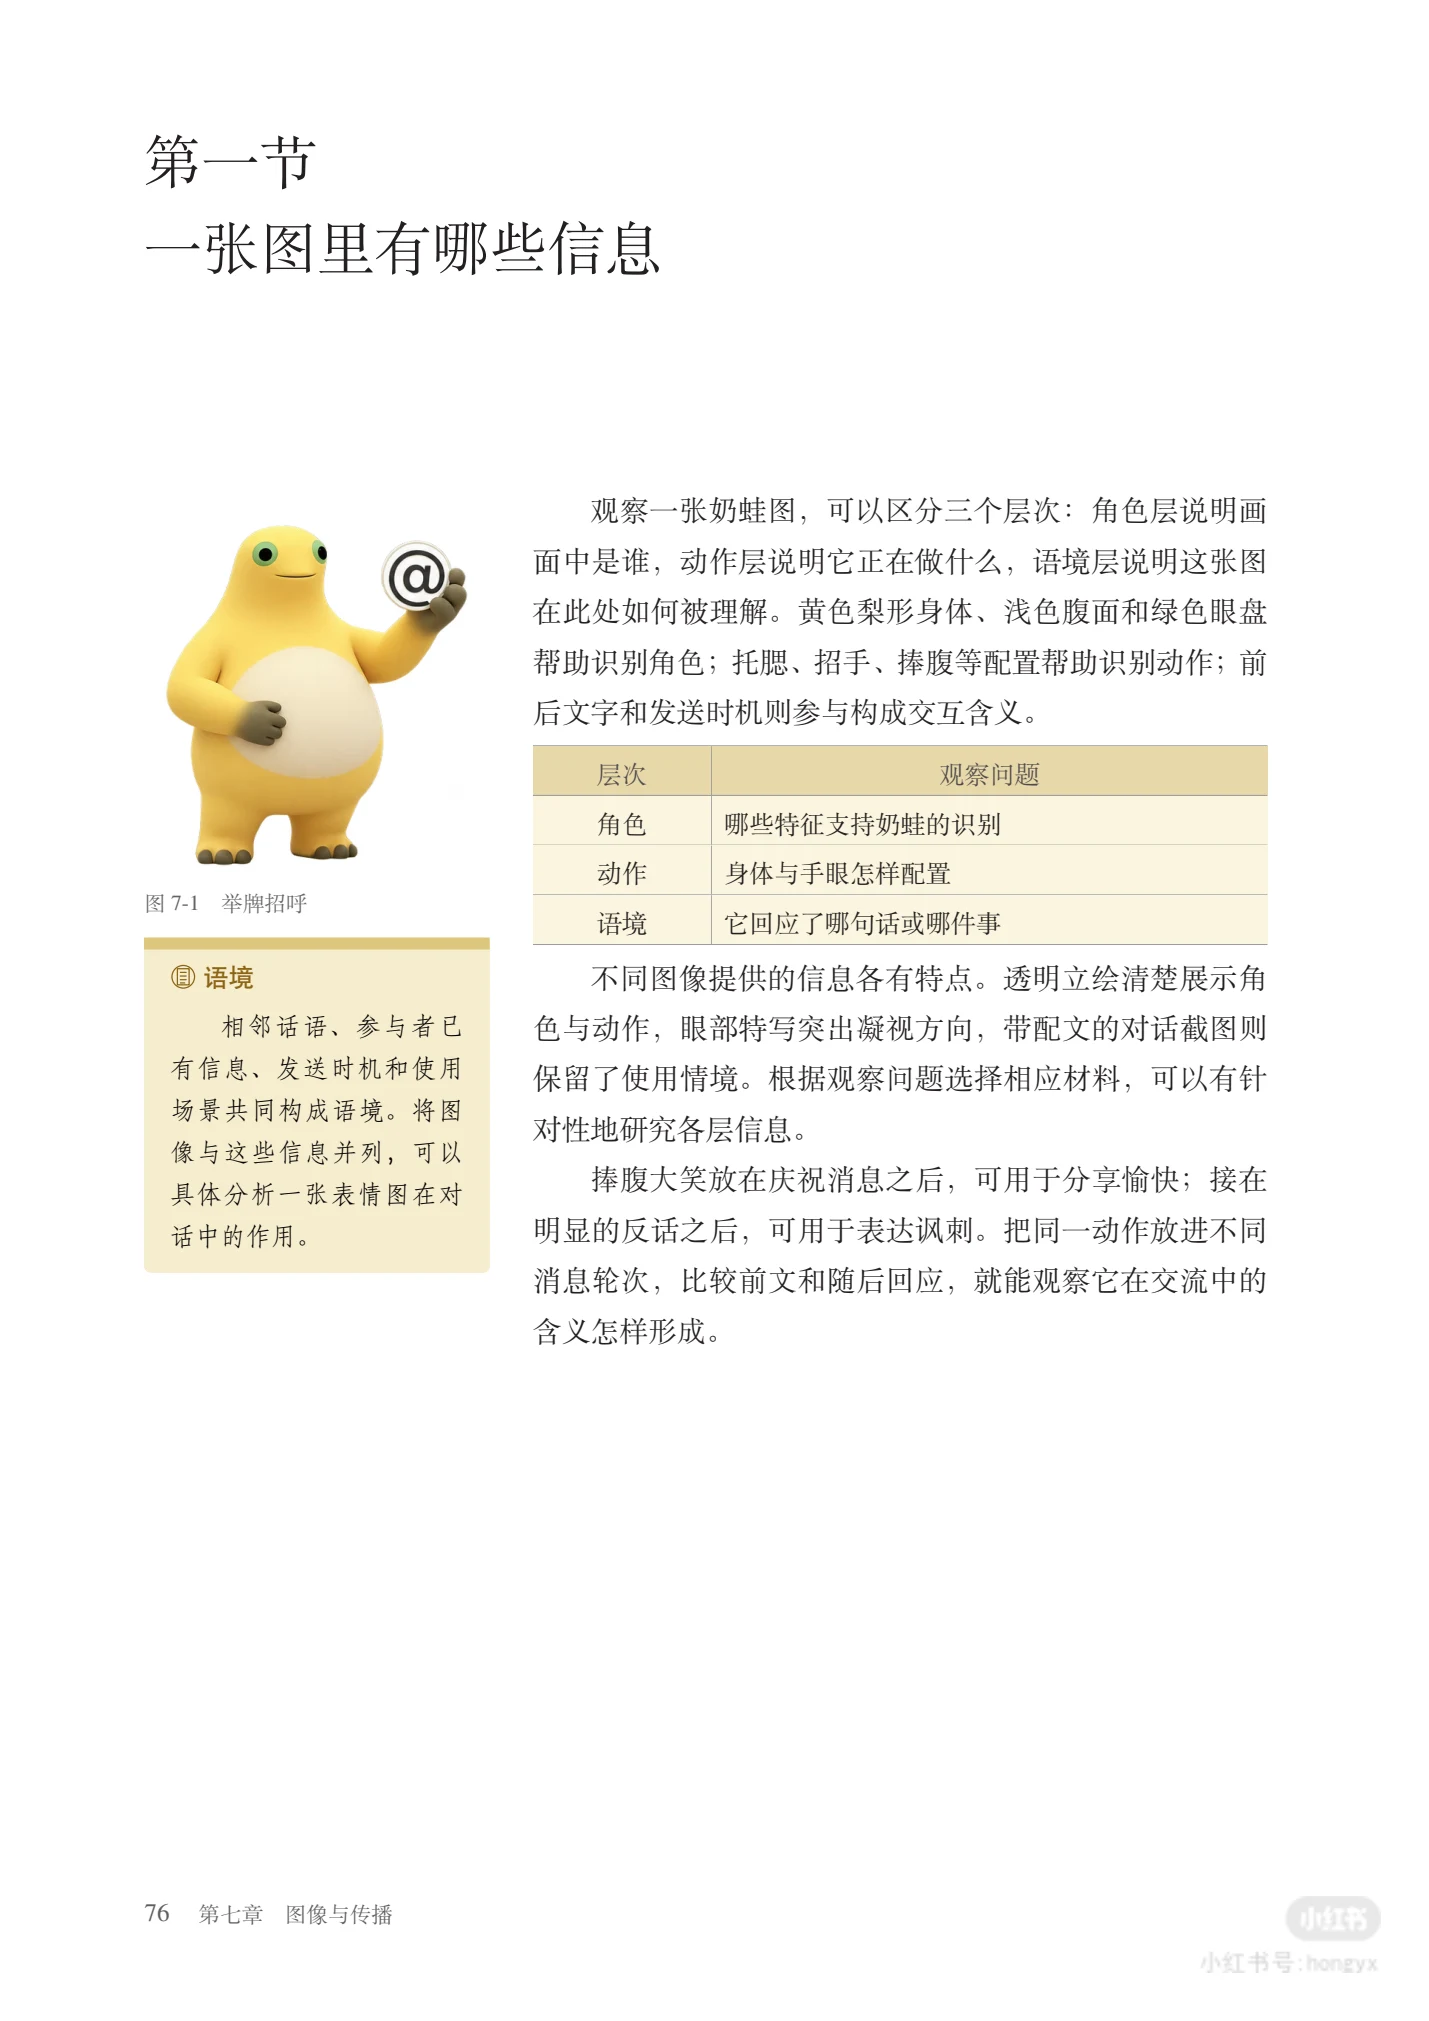 第一节
一张图里有哪些信息
@
图 7-1　举牌招呼
语境
相邻话语、参与者已
有信息、发送时机和使用
场景共同构成语境。将图
像与这些信息并列，可以
具体分析一张表情图在对
话中的作用。
观察一张奶蛙图，可以区分三个层次：角色层说明画
面中是谁，动作层说明它正在做什么，语境层说明这张图
在此处如何被理解。黄色梨形身体、浅色腹面和绿色眼盘
帮助识别角色；托腮、招手、捧腹等配置帮助识别动作；前
后文字和发送时机则参与构成交互含义。
层次　观察问题
角色　哪些特征支持奶蛙的识别
动作　身体与手眼怎样配置
语境　它回应了哪句话或哪件事
不同图像提供的信息各有特点。透明立绘清楚展示角
色与动作，眼部特写突出凝视方向，带配文的对话截图则
保留了使用情境。根据观察问题选择相应材料，可以有针
对性地研究各层信息。
捧腹大笑放在庆祝消息之后，可用于分享愉快；接在
明显的反话之后，可用于表达讽刺。把同一动作放进不同
消息轮次，比较前文和随后回应，就能观察它在交流中的
含义怎样形成。
76　第七章　图像与传播
小红书
小红书号:hongyx